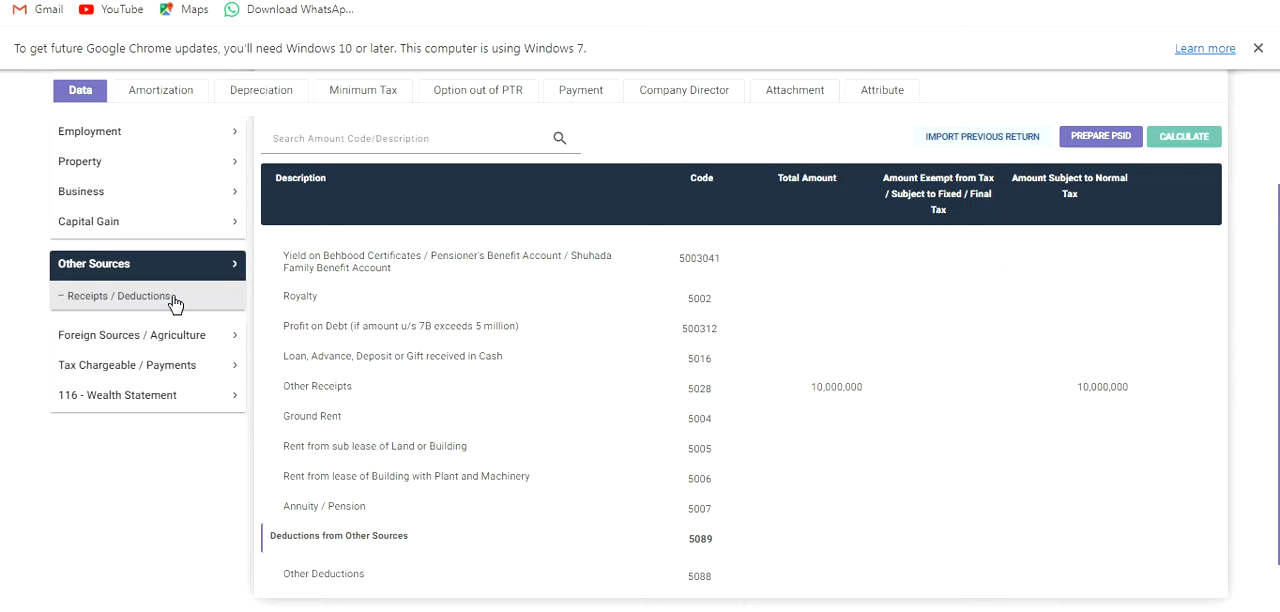 Gmail YouTube Maps Download WhatsAp...
To get future Google Chrome updates, you'll need Windows 10 or later. This computer is using Windows 7. Learn more
Data Amortization Depreciation Minimum Tax Option out of PTR Payment Company Director Attachment Attribute
Employment
Property
Business
Capital Gain
Other Sources
– Receipts / Deductions
Foreign Sources / Agriculture
Tax Chargeable / Payments
116 - Wealth Statement
Search Amount Code/Description IMPORT PREVIOUS RETURN PREPARE PSID CALCULATE
Description Code Total Amount Amount Exempt from Tax / Subject to Fixed / Final Tax Amount Subject to Normal Tax
Yield on Behbood Certificates / Pensioner's Benefit Account / Shuhada Family Benefit Account 5003041
Royalty 5002
Profit on Debt (if amount u/s 7B exceeds 5 million) 500312
Loan, Advance, Deposit or Gift received in Cash 5016
Other Receipts 5028 10,000,000 10,000,000
Ground Rent 5004
Rent from sub lease of Land or Building 5005
Rent from lease of Building with Plant and Machinery 5006
Annuity / Pension 5007
Deductions from Other Sources 5089
Other Deductions 5088